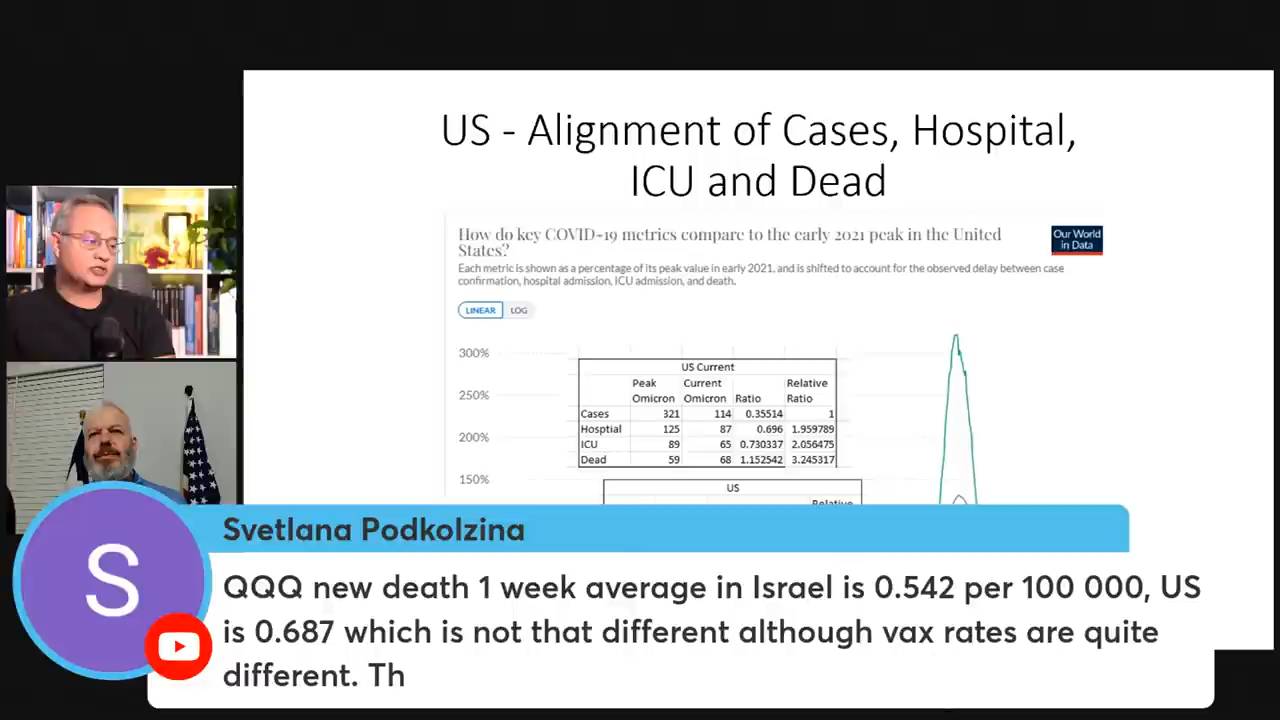 US - Alignment of Cases, Hospital,
ICU and Dead
How do key COVID-19 metrics compare to the early 2021 peak in the United
States?
Each metric is shown as a percentage of its peak value in early 2021, and is shifted to account for the observed delay between case
confirmation, hospital admission, ICU admission, and death.
Our World
in Data
LINEAR LOG
300%
250%
200%
150%
US Current
Peak Current Relative
Omicron Omicron Ratio Ratio
Cases 321 114 0.35514 1
Hosptial 125 87 0.696 1.959789
ICU 89 65 0.730337 2.056475
Dead 59 68 1.152542 3.245317
US
Relative
S
Svetlana Podkolzina
QQQ new death 1 week average in Israel is 0.542 per 100 000, US
is 0.687 which is not that different although vax rates are quite
different. Th